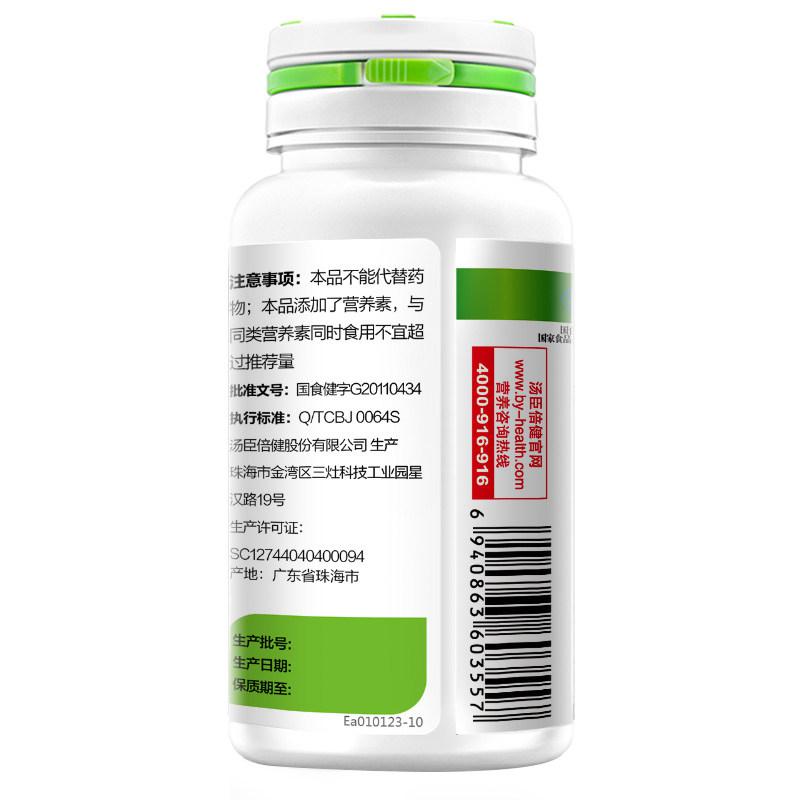 注意事项：本品不能代替药
物；本品添加了营养素，与
同类营养素同时食用不宜超
过推荐量
批准文号：国食健字G20110434
执行标准：Q/TCBJ 0064S
汤臣倍健股份有限公司 生产
珠海市金湾区三灶科技工业园星
汉路19号
生产许可证：
SC12744040400094
产地：广东省珠海市
生产批号：
生产日期：
保质期至：
Ea010123-10
国家食品
汤臣倍健官网
www.by-health.com
营养咨询热线
4000-916-916
6 940863 603557